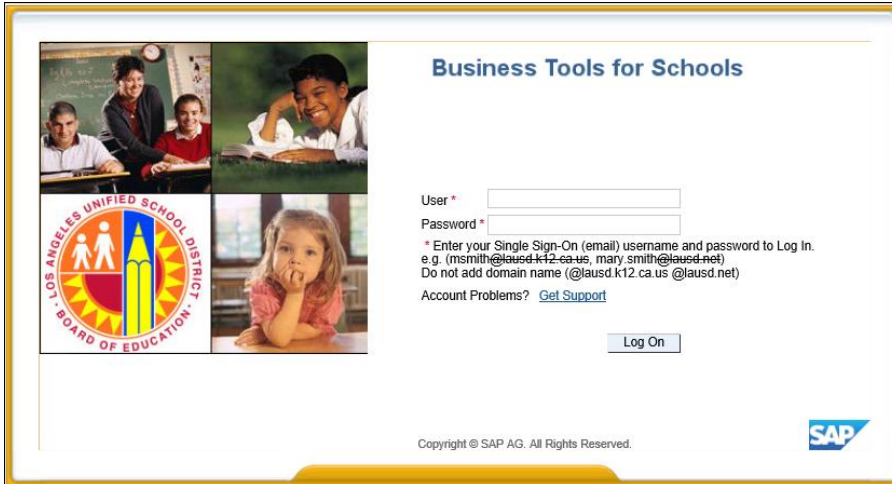 Business Tools for Schools
LOS ANGELES UNIFIED SCHOOL DISTRICT
BOARD OF EDUCATION
User *
Password *
* Enter your Single Sign-On (email) username and password to Log In.
e.g. (msmith@lausd.k12.ca.us, mary.smith@lausd.net)
Do not add domain name (@lausd.k12.ca.us @lausd.net)
Account Problems? Get Support
Log On
Copyright © SAP AG. All Rights Reserved.
SAP